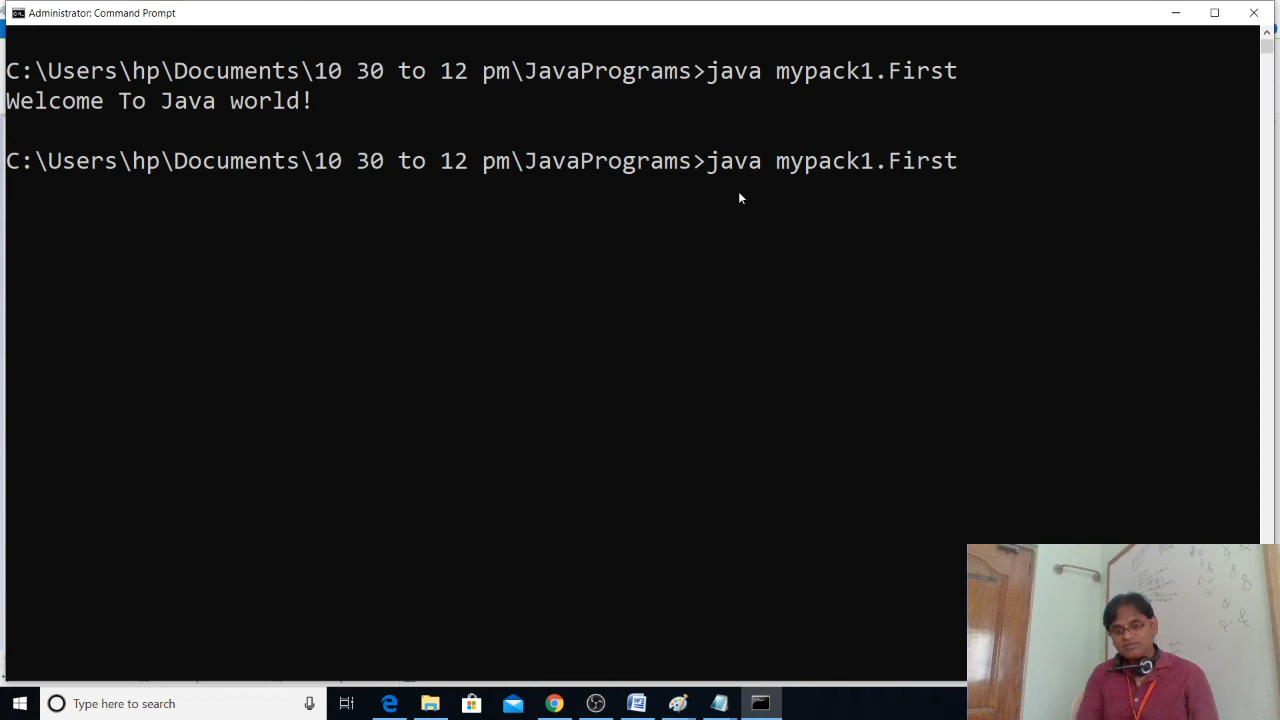 Administrator: Command Prompt
C:\Users\hp\Documents\10 30 to 12 pm\JavaPrograms>java mypack1.First
Welcome To Java world!
C:\Users\hp\Documents\10 30 to 12 pm\JavaPrograms>java mypack1.First
Type here to search